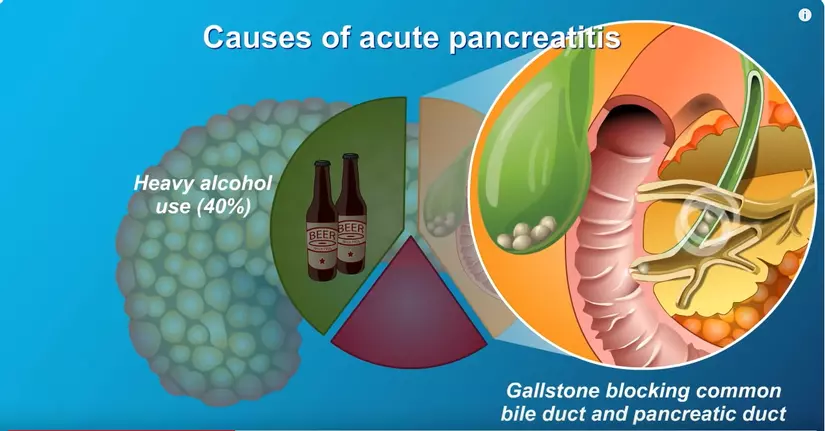 Causes of acute pancreatitis
Heavy alcohol
use (40%)
BEER
BEER
Gallstone blocking common
bile duct and pancreatic duct